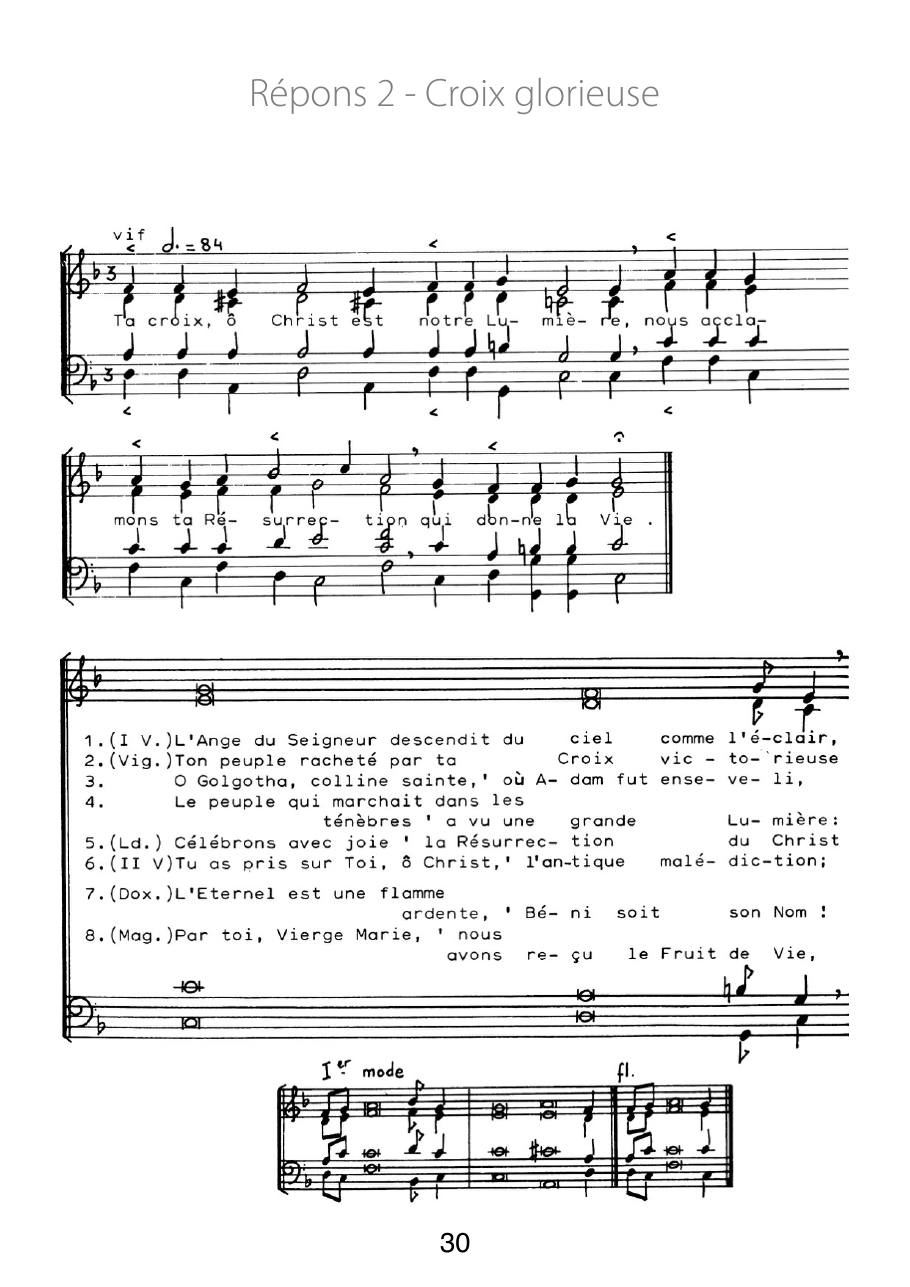 Répons 2 - Croix glorieuse
vif = 84
3
Ta croix, ô Christ est notre Lu- miè- re, nous accla-
3
mons ta Ré- surrec- tion qui don-ne la Vie .
1.(I V.)L'Ange du Seigneur descendit du ciel comme l'é-clair,
2.(Vig.)Ton peuple racheté par ta Croix vic - to-rieuse
3. O Golgotha, colline sainte,' où A- dam fut ense- ve- li,
4. Le peuple qui marchait dans les
ténèbres ' a vu une grande Lu- mière:
5.(Ld.) Célébrons avec joie ' la Résurrec- tion du Christ
6.(II V)Tu as pris sur Toi, ô Christ,' l'an-tique malé- dic-tion;
7.(Dox.)L'Eternel est une flamme
ardente, ' Bé- ni soit son Nom !
8.(Mag.)Par toi, Vierge Marie, ' nous
avons re- çu le Fruit de Vie,
Ier mode fl.
30